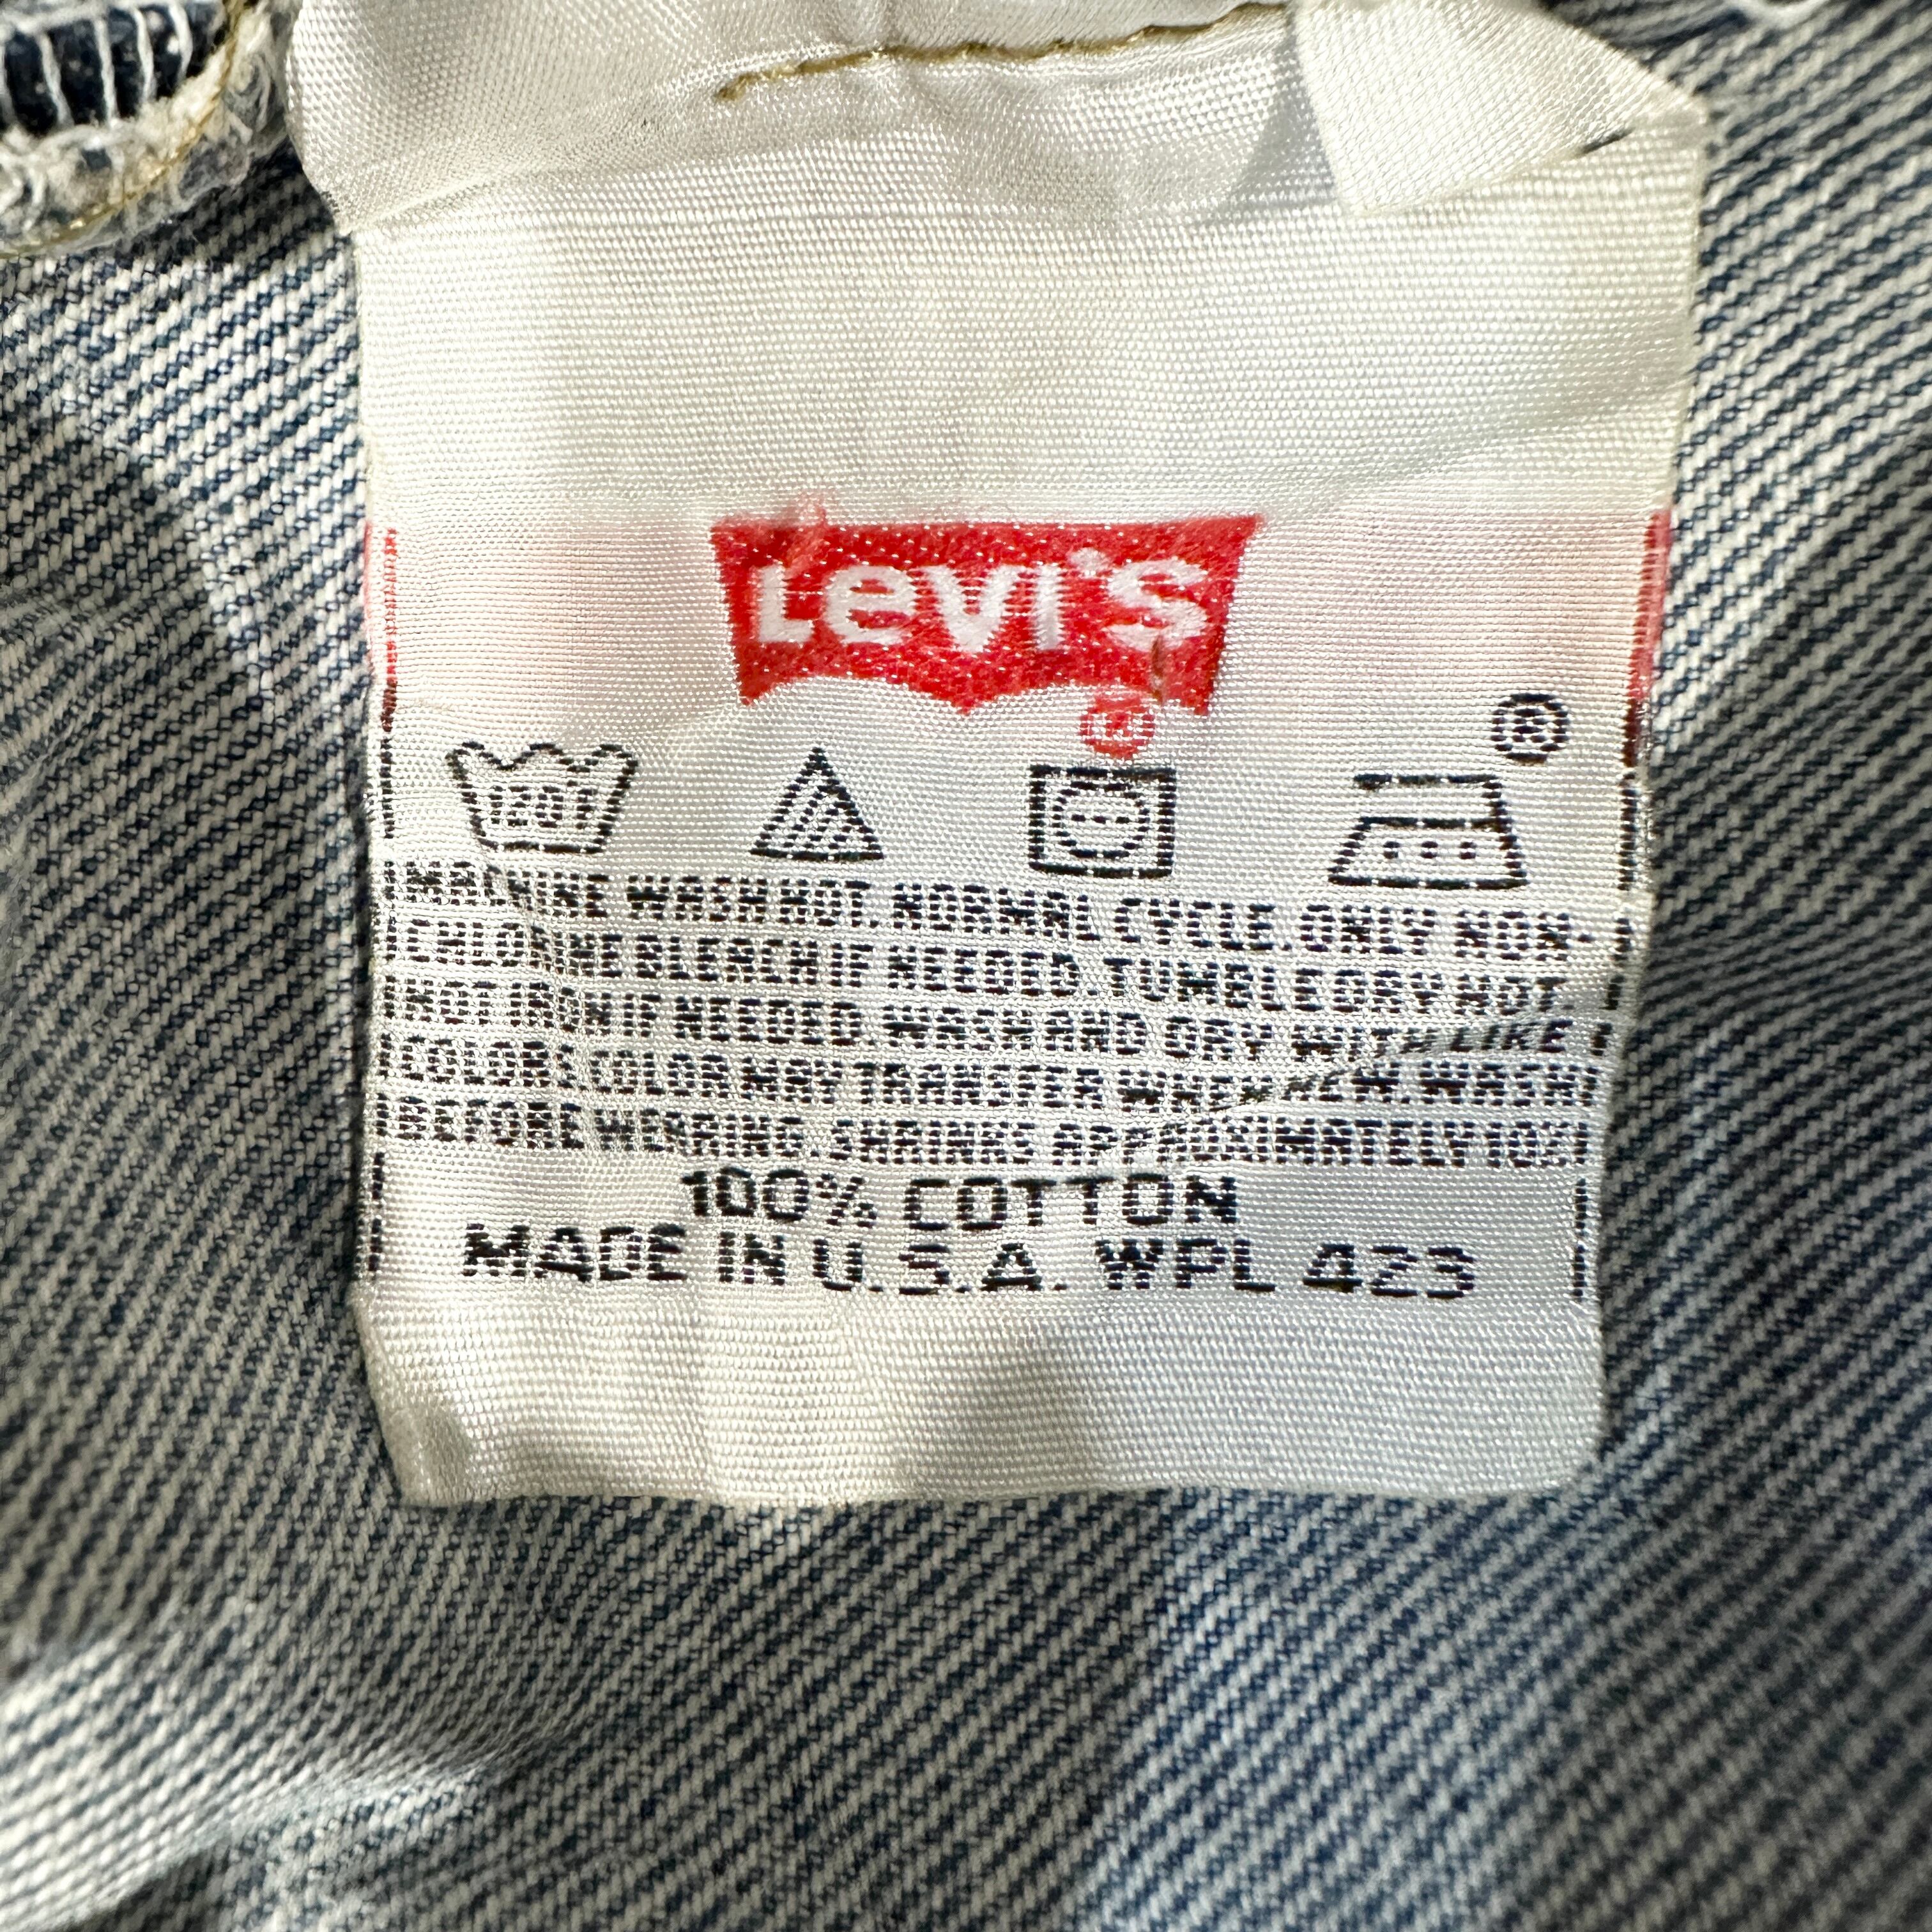 LEVI'S
®
®
120F
MACHINE WASH HOT. NORMAL CYCLE. ONLY NON-
CHLORINE BLEACH IF NEEDED. TUMBLE DRY HOT.
HOT IRON IF NEEDED. WASH AND DRY WITH LIKE
COLORS. COLOR MAY TRANSFER WHEN NEW. WASH
BEFORE WEARING. SHRINKS APPROXIMATELY 10%
100% COTTON
MADE IN U.S.A. WPL 423